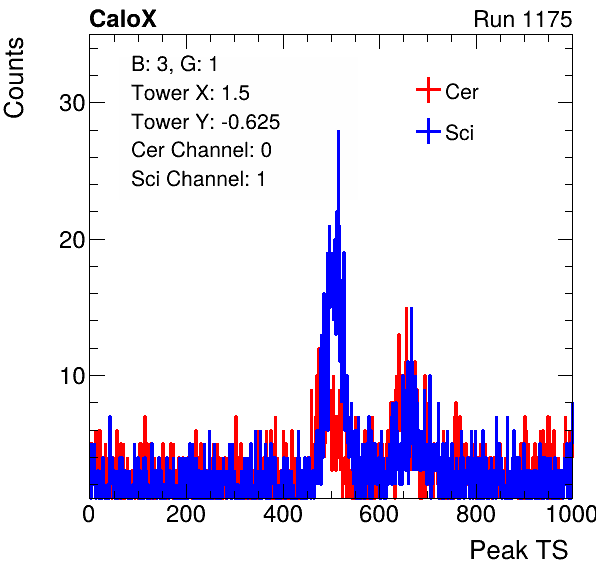 CaloX Run 1175
Counts
B: 3, G: 1
Tower X: 1.5
Tower Y: -0.625
Cer Channel: 0
Sci Channel: 1
Cer
Sci
30
20
10
0 200 400 600 800 1000
Peak TS